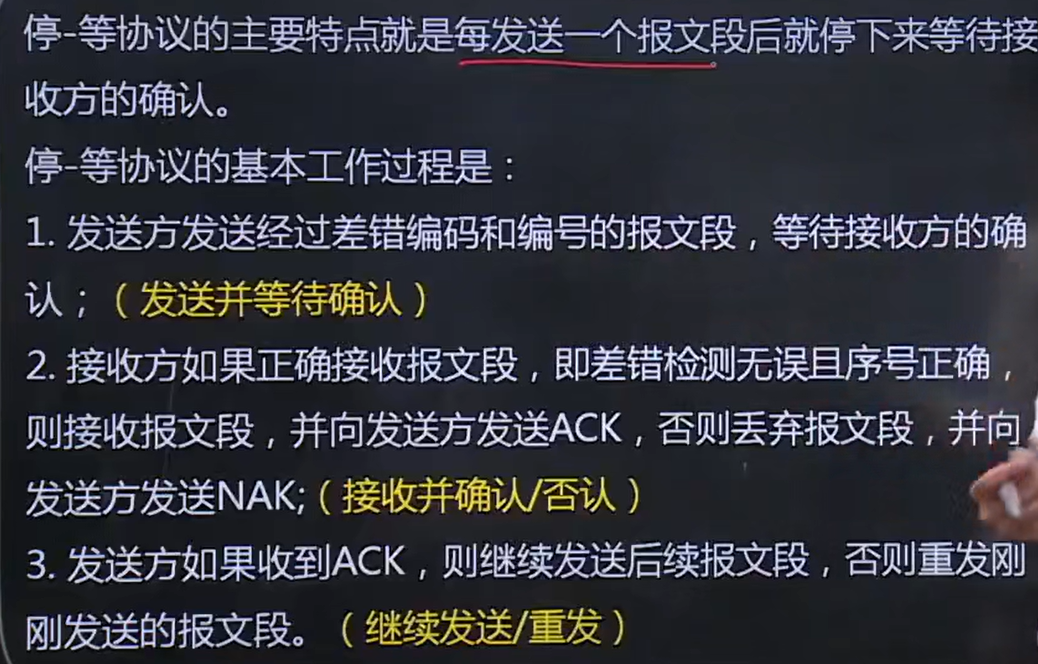 停-等协议的主要特点就是每发送一个报文段后就停下来等待接
收方的确认。
停-等协议的基本工作过程是：
1. 发送方发送经过差错编码和编号的报文段，等待接收方的确
认；（发送并等待确认）
2. 接收方如果正确接收报文段，即差错检测无误且序号正确，
则接收报文段，并向发送方发送ACK，否则丢弃报文段，并向
发送方发送NAK;（接收并确认/否认）
3. 发送方如果收到ACK，则继续发送后续报文段，否则重发刚
刚发送的报文段。（继续发送/重发）